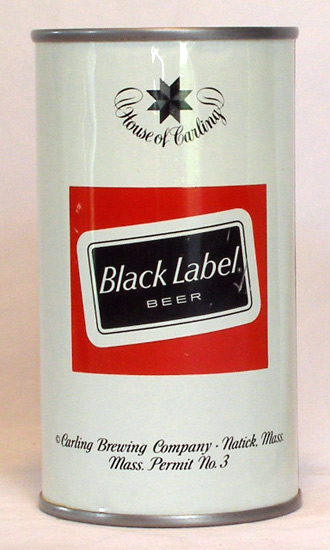 House of Carling
Black Label
BEER
© Carling Brewing Company · Natick, Mass.
Mass. Permit No. 3